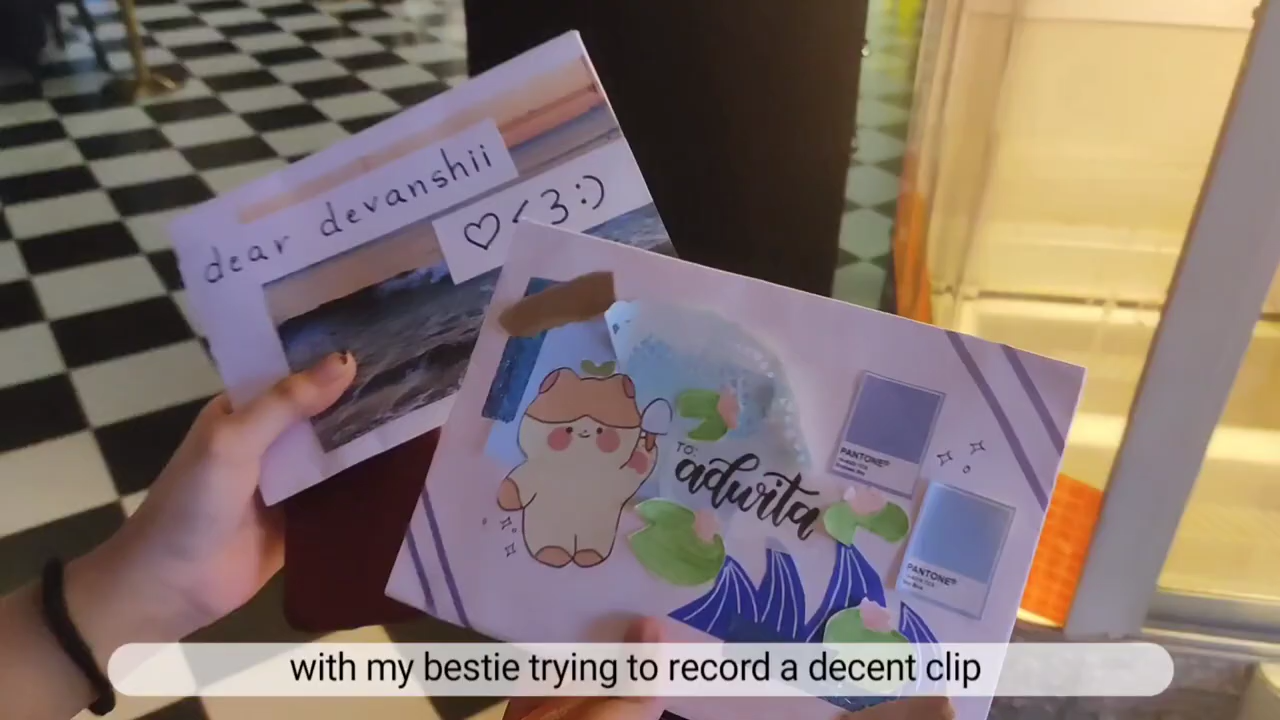 dear devanshii
♡<3:)
TO:
adwita
PANTONE®
PANTONE®
with my bestie trying to record a decent clip